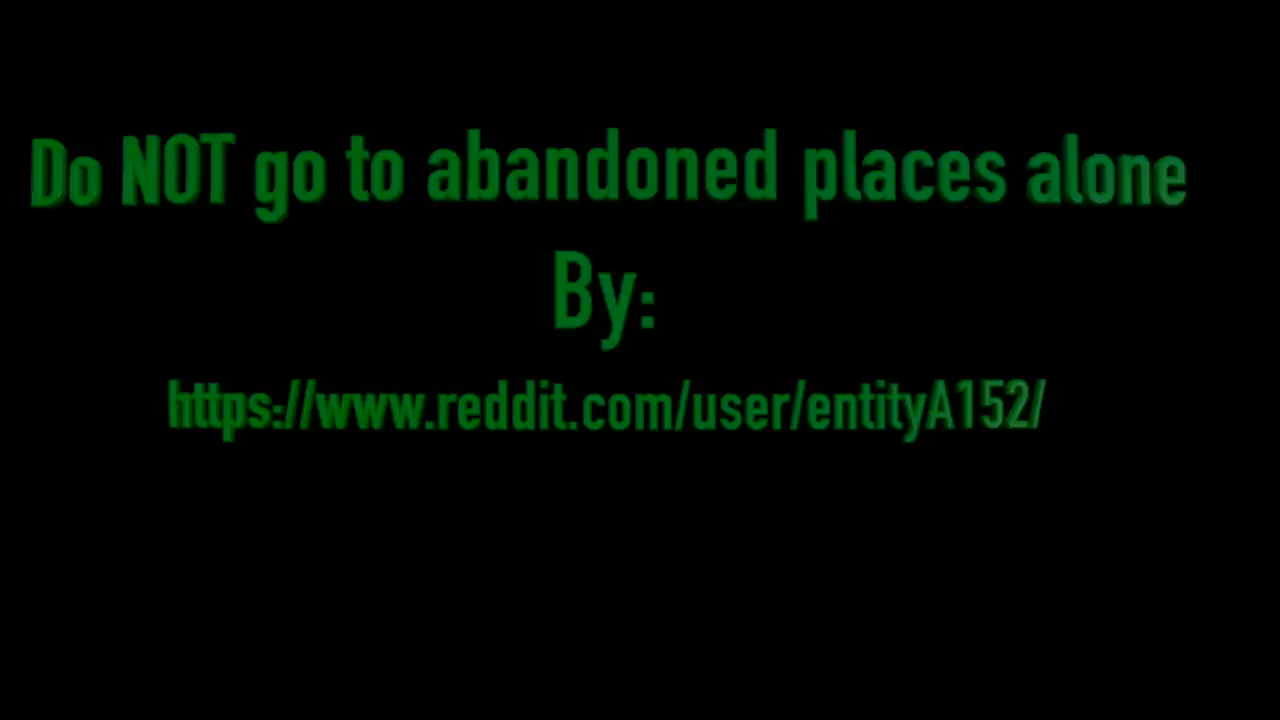 Do NOT go to abandoned places alone
By:
https://www.reddit.com/user/entityA152/